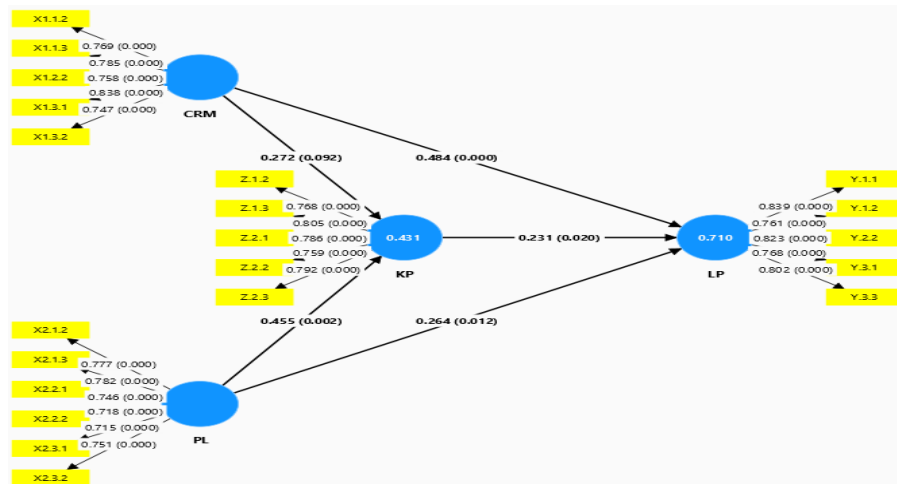 X1.1.2
0.769 (0.000)
X1.1.3
0.785 (0.000)
X1.2.2
0.758 (0.000)
0.838 (0.000)
X1.3.1
0.747 (0.000)
X1.3.2
CRM
0.272 (0.092)
0.484 (0.000)
Z.1.2
0.768 (0.000)
Z.1.3
0.805 (0.000)
Z.2.1
0.786 (0.000)
0.759 (0.000)
Z.2.2
0.792 (0.000)
Z.2.3
0.431
KP
0.231 (0.020)
0.710
LP
Y.1.1
0.839 (0.000)
Y.1.2
0.761 (0.000)
0.823 (0.000)
Y.2.2
0.768 (0.000)
Y.3.1
0.802 (0.000)
Y.3.3
0.455 (0.002)
0.264 (0.012)
X2.1.2
X2.1.3
0.777 (0.000)
0.782 (0.000)
X2.2.1
0.746 (0.000)
0.718 (0.000)
X2.2.2
0.715 (0.000)
X2.3.1
0.751 (0.000)
X2.3.2
PL